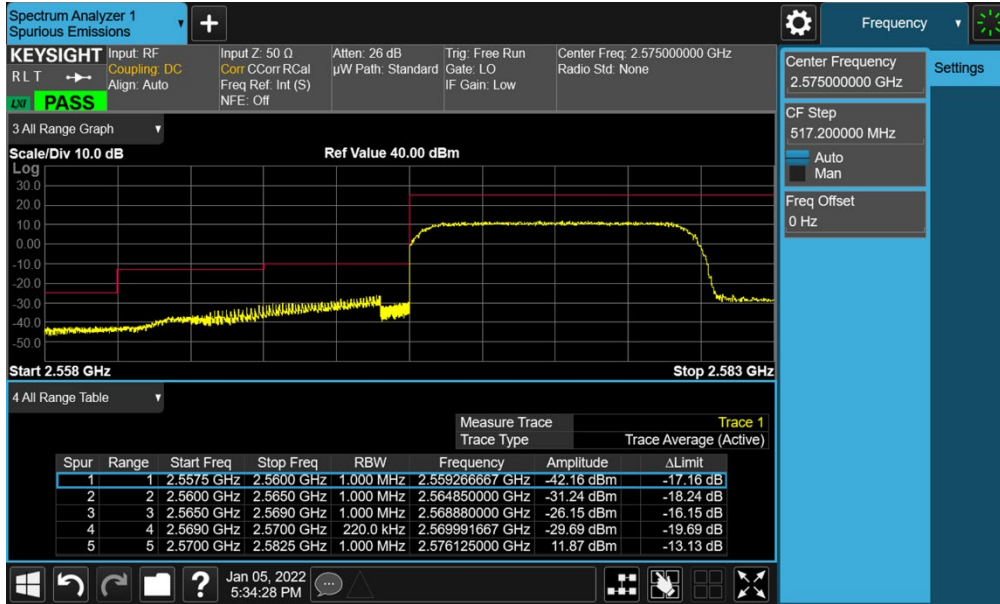 Spectrum Analyzer 1
Spurious Emissions
+
Frequency
KEYSIGHT
RLT
LXI PASS
Input: RF
Coupling: DC
Align: Auto
Input Z: 50 Ω
Corr CCorr RCal
Freq Ref: Int (S)
NFE: Off
Atten: 26 dB
µW Path: Standard
Trig: Free Run
Gate: LO
IF Gain: Low
Center Freq: 2.575000000 GHz
Radio Std: None
Center Frequency
2.575000000 GHz
Settings
CF Step
517.200000 MHz
Auto
Man
Freq Offset
0 Hz
3 All Range Graph
Scale/Div 10.0 dB Ref Value 40.00 dBm
Log
30.0
20.0
10.0
0.00
-10.0
-20.0
-30.0
-40.0
-50.0
Start 2.558 GHz Stop 2.583 GHz
4 All Range Table
Measure Trace Trace 1
Trace Type Trace Average (Active)
Spur Range Start Freq Stop Freq RBW Frequency Amplitude ΔLimit
1 1 2.5575 GHz 2.5600 GHz 1.000 MHz 2.559266667 GHz -42.16 dBm -17.16 dB
2 2 2.5600 GHz 2.5650 GHz 1.000 MHz 2.564850000 GHz -31.24 dBm -18.24 dB
3 3 2.5650 GHz 2.5690 GHz 1.000 MHz 2.568880000 GHz -26.15 dBm -16.15 dB
4 4 2.5690 GHz 2.5700 GHz 220.0 kHz 2.569991667 GHz -29.69 dBm -19.69 dB
5 5 2.5700 GHz 2.5825 GHz 1.000 MHz 2.576125000 GHz 11.87 dBm -13.13 dB
?
Jan 05, 2022
5:34:28 PM